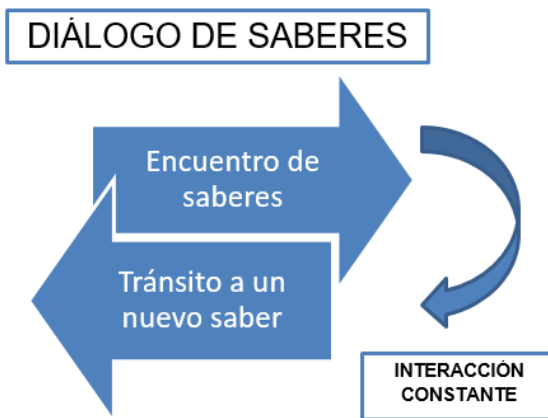 DIÁLOGO DE SABERES
Encuentro de
saberes
Tránsito a un
nuevo saber
INTERACCIÓN
CONSTANTE